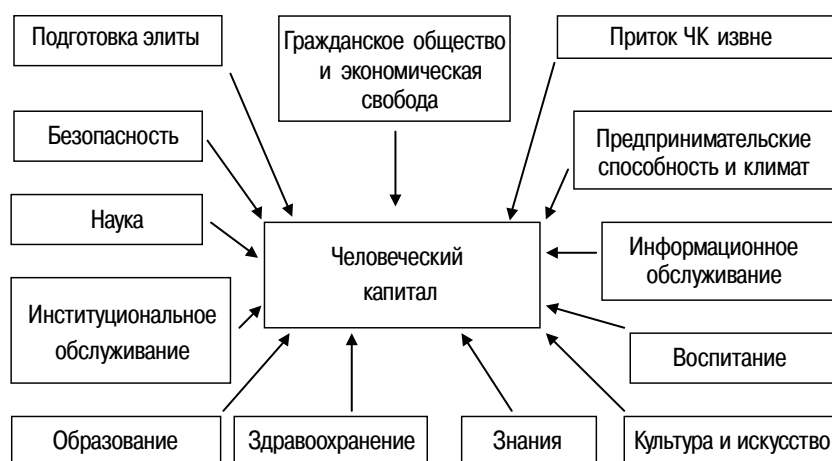 Подготовка элиты
Гражданское общество
и экономическая
свобода
Приток ЧК извне
Безопасность
Предпринимательские
способность и климат
Наука
Человеческий
капитал
Информационное
обслуживание
Институциональное
обслуживание
Воспитание
Образование
Здравоохранение
Знания
Культура и искусство